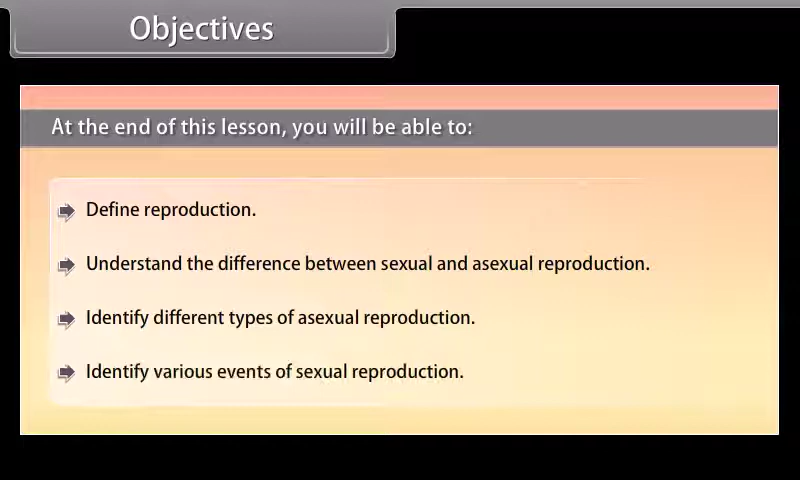 Objectives
At the end of this lesson, you will be able to:
Define reproduction.
Understand the difference between sexual and asexual reproduction.
Identify different types of asexual reproduction.
Identify various events of sexual reproduction.